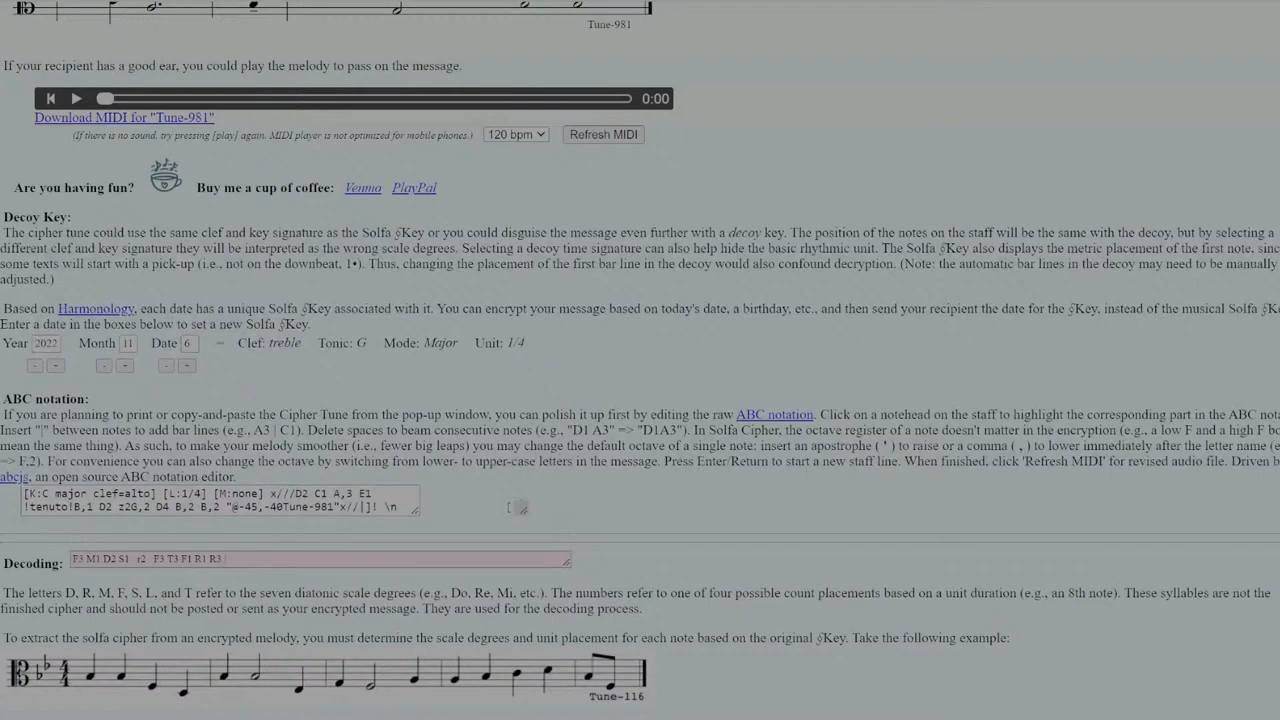 Tune-981
If your recipient has a good ear, you could play the melody to pass on the message.
0:00
Download MIDI for "Tune-981"
(If there is no sound, try pressing [play] again. MIDI player is not optimized for mobile phones.) 120 bpm Refresh MIDI
Are you having fun? Buy me a cup of coffee: Venmo PlayPal
Decoy Key:
The cipher tune could use the same clef and key signature as the Solfa 𝄋Key or you could disguise the message even further with a decoy key. The position of the notes on the staff will be the same with the decoy, but by selecting a
different clef and key signature they will be interpreted as the wrong scale degrees. Selecting a decoy time signature can also help hide the basic rhythmic unit. The Solfa 𝄋Key also displays the metric placement of the first note, sinc
some texts will start with a pick-up (i.e., not on the downbeat, 1•). Thus, changing the placement of the first bar line in the decoy would also confound decryption. (Note: the automatic bar lines in the decoy may need to be manually
adjusted.)
Based on Harmonology, each date has a unique Solfa 𝄋Key associated with it. You can encrypt your message based on today's date, a birthday, etc., and then send your recipient the date for the 𝄋Key, instead of the musical Solfa 𝄋Ke
Enter a date in the boxes below to set a new Solfa 𝄋Key.
Year 2022 Month 11 Date 6 = Clef: treble Tonic: G Mode: Major Unit: 1/4
- + - + - +
ABC notation:
If you are planning to print or copy-and-paste the Cipher Tune from the pop-up window, you can polish it up first by editing the raw ABC notation. Click on a notehead on the staff to highlight the corresponding part in the ABC nota
Insert "|" between notes to add bar lines (e.g., A3 | C1). Delete spaces to beam consecutive notes (e.g., "D1 A3" => "D1A3"). In Solfa Cipher, the octave register of a note doesn't matter in the encryption (e.g., a low F and a high F bo
mean the same thing). As such, to make your melody smoother (i.e., fewer big leaps) you may change the default octave of a single note: insert an apostrophe ( ' ) to raise or a comma ( , ) to lower immediately after the letter name (e
=> F,2). For convenience you can also change the octave by switching from lower- to upper-case letters in the message. Press Enter/Return to start a new staff line. When finished, click 'Refresh MIDI' for revised audio file. Driven b
abcjs, an open source ABC notation editor.
[K:C major clef=alto] [L:1/4] [M:none] x///D2 C1 A,3 E1
!tenuto!B,1 D2 z2G,2 D4 B,2 B,2 "@-45,-40Tune-981"x//|]! \n
[
Decoding: F3 M1 D2 S1 r2 F3 T3 F1 R1 R3 |
The letters D, R, M, F, S, L, and T refer to the seven diatonic scale degrees (e.g., Do, Re, Mi, etc.). The numbers refer to one of four possible count placements based on a unit duration (e.g., an 8th note). These syllables are not the
finished cipher and should not be posted or sent as your encrypted message. They are used for the decoding process.
To extract the solfa cipher from an encrypted melody, you must determine the scale degrees and unit placement for each note based on the original 𝄋Key. Take the following example:
Tune-116